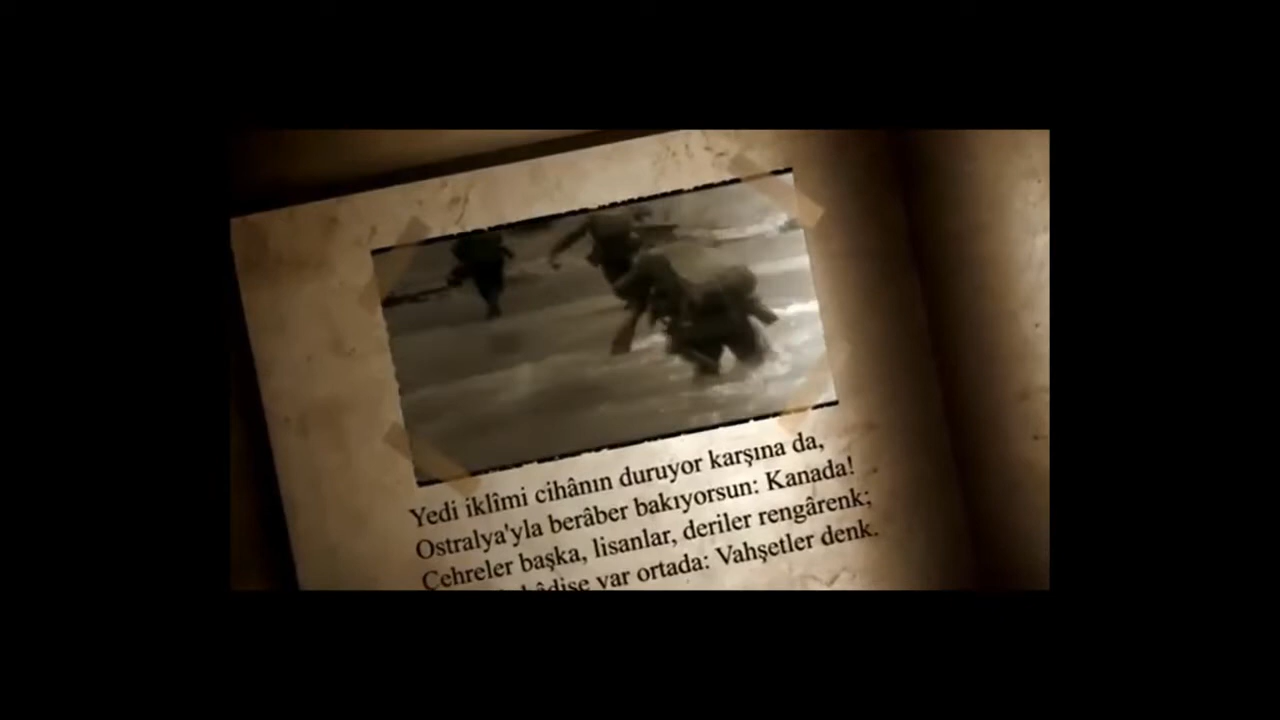 Yedi iklîmi cihânın duruyor karşına da,
Ostralya'yla berâber bakıyorsun: Kanada!
Çehreler başka, lisanlar, deriler rengârenk;
hâdise var ortada: Vahşetler denk.